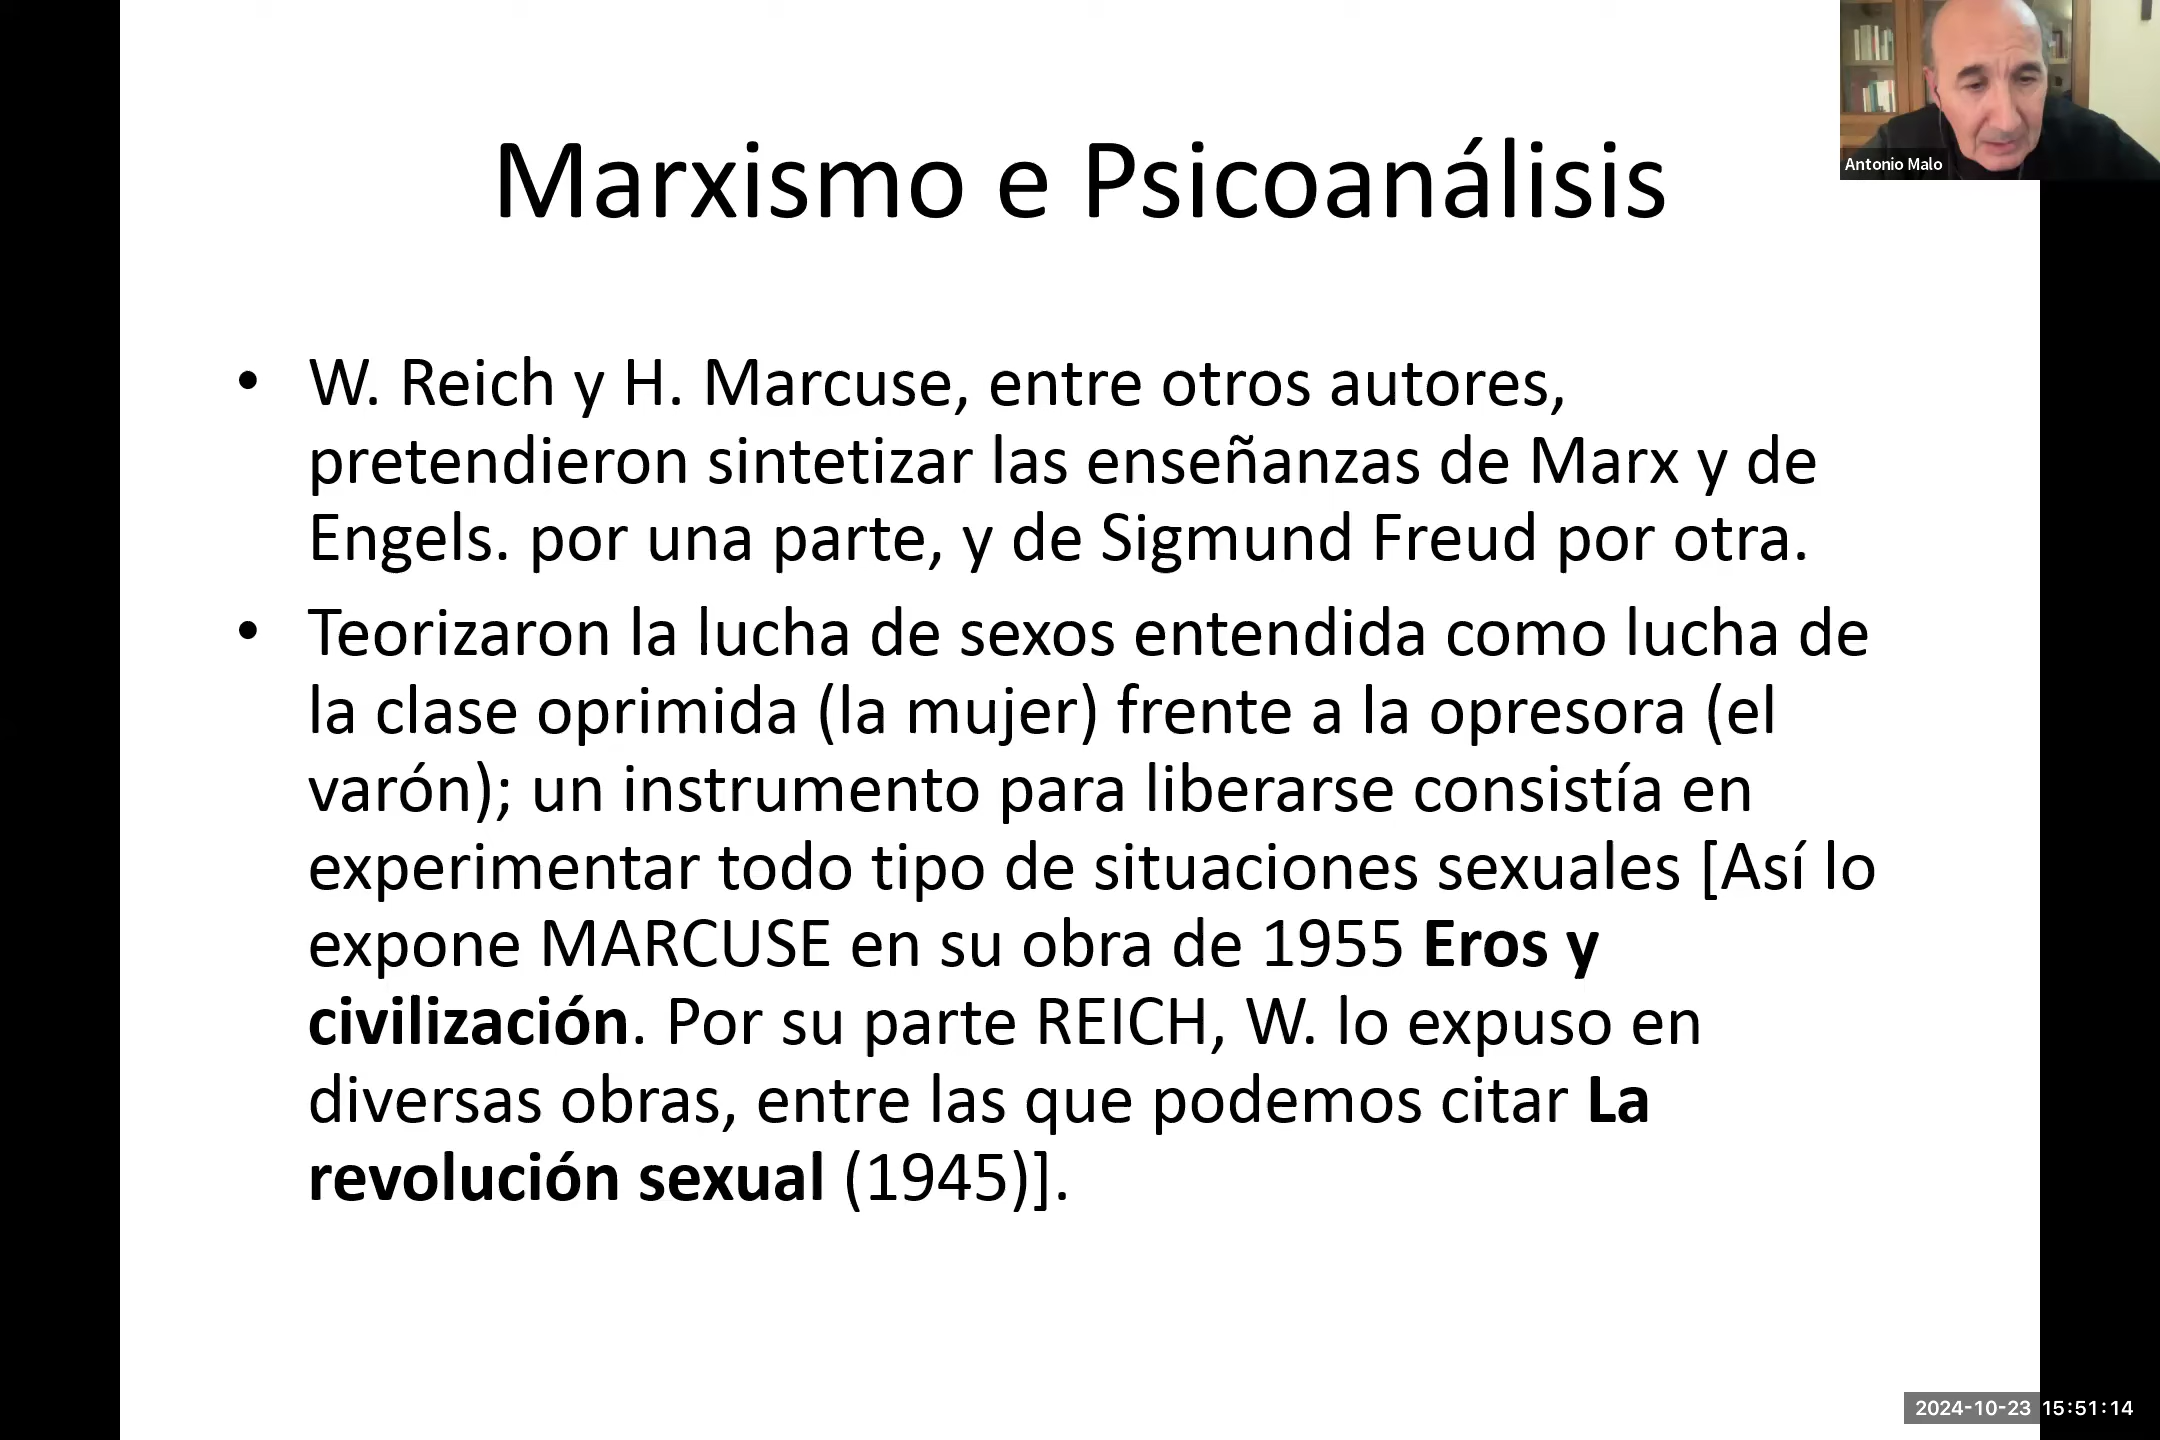 Marxismo e Psicoanálisis
Antonio Malo
• W. Reich y H. Marcuse, entre otros autores,
pretendieron sintetizar las enseñanzas de Marx y de
Engels. por una parte, y de Sigmund Freud por otra.
• Teorizaron la lucha de sexos entendida como lucha de
la clase oprimida (la mujer) frente a la opresora (el
varón); un instrumento para liberarse consistía en
experimentar todo tipo de situaciones sexuales [Así lo
expone MARCUSE en su obra de 1955 Eros y
civilización. Por su parte REICH, W. lo expuso en
diversas obras, entre las que podemos citar La
revolución sexual (1945)].
2024-10-23 15:51:14